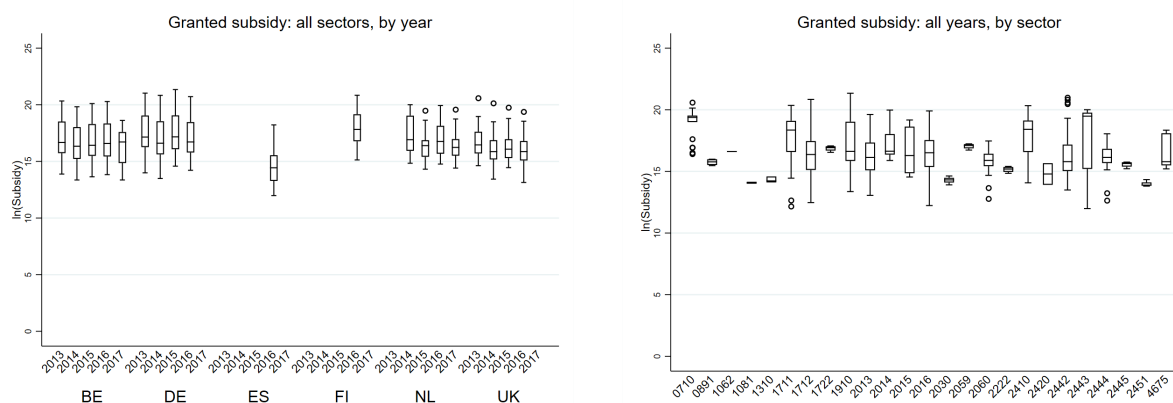 Granted subsidy: all sectors, by year
ln(Subsidy)
25
20
15
10
5
0
2013 2014 2015 2016 2017 2013 2014 2015 2016 2017 2013 2014 2015 2016 2017 2013 2014 2015 2016 2017 2013 2014 2015 2016 2017 2013 2014 2015 2016 2017
BE DE ES FI NL UK
Granted subsidy: all years, by sector
ln(Subsidy)
25
20
15
10
5
0
0710 0891 1062 1081 1310 1711 1712 1722 1910 2013 2014 2015 2016 2030 2059 2060 2222 2410 2420 2442 2443 2444 2445 2451 4675